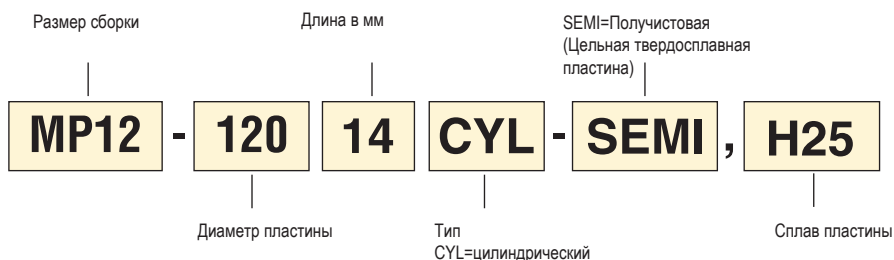 Размер сборки
Длина в мм
SEMI=Получистовая
(Цельная твердосплавная
пластина)
MP12 - 120 14 CYL - SEMI , H25
Диаметр пластины
Тип
CYL=цилиндрический
Сплав пластины